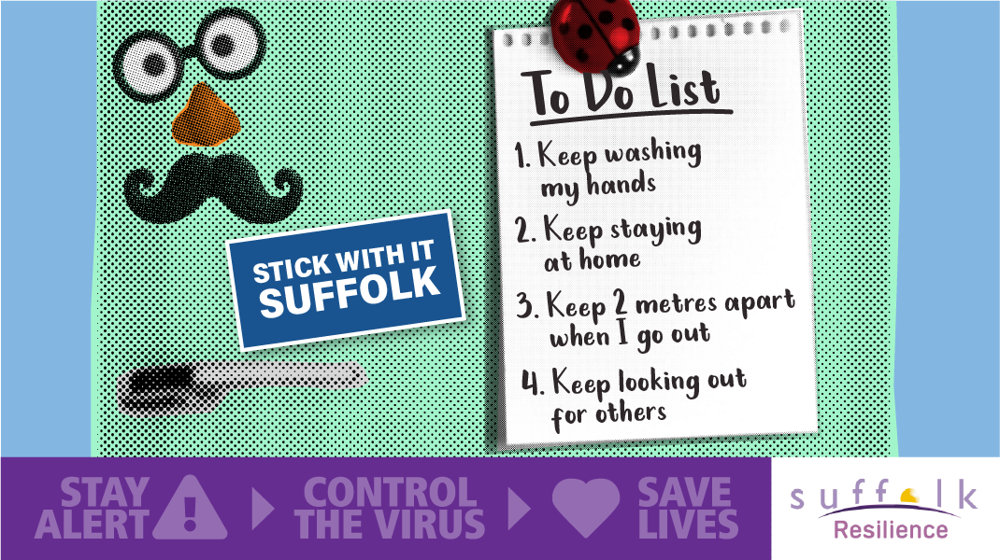 To Do List
1. Keep washing
my hands
2. Keep staying
at home
3. Keep 2 metres apart
when I go out
4. Keep looking out
for others
STICK WITH IT
SUFFOLK
STAY
ALERT
CONTROL
THE VIRUS
SAVE
LIVES
suffolk
Resilience